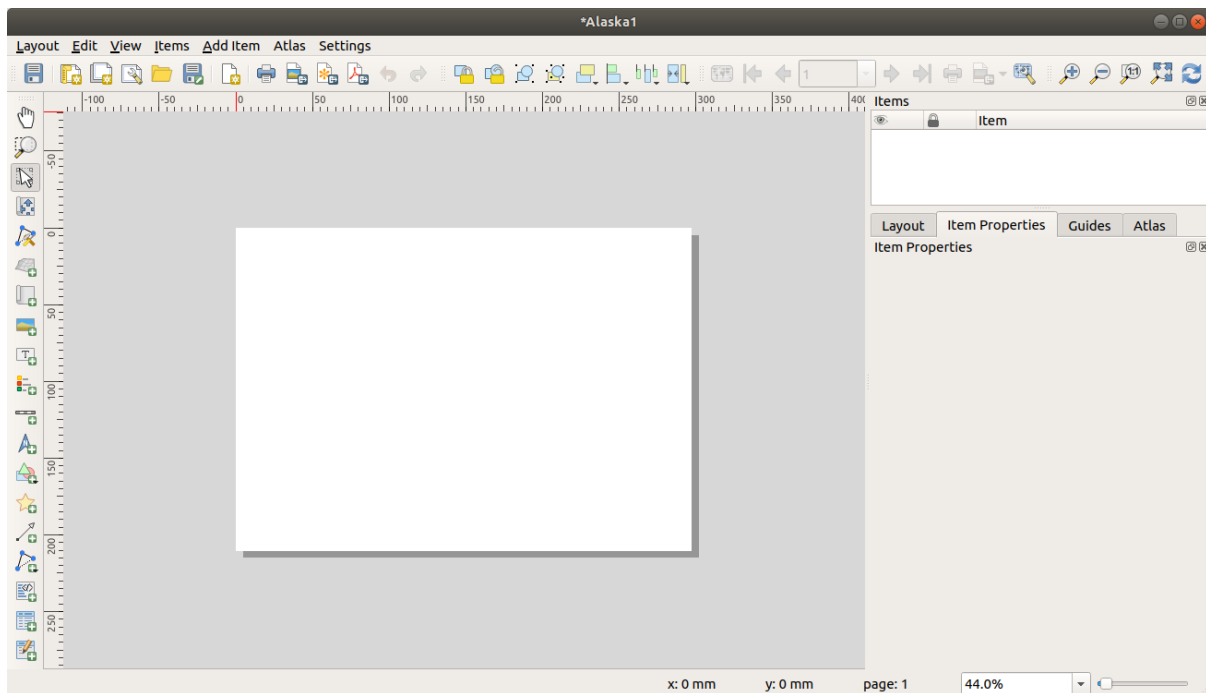 *Alaska1
Layout Edit View Items Add Item Atlas Settings
1
-100 -50 0 50 100 150 200 250 300 350 400
Items
Item
-50
0
50
100
150
200
250
Layout Item Properties Guides Atlas
Item Properties
x: 0 mm y: 0 mm page: 1 44.0%